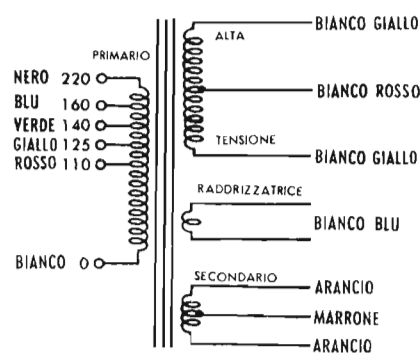 PRIMARIO
NERO 220
BLU 160
VERDE 140
GIALLO 125
ROSSO 110
BIANCO 0
ALTA
TENSIONE
BIANCO GIALLO
BIANCO ROSSO
BIANCO GIALLO
RADDRIZZATRICE
BIANCO BLU
SECONDARIO
ARANCIO
MARRONE
ARANCIO